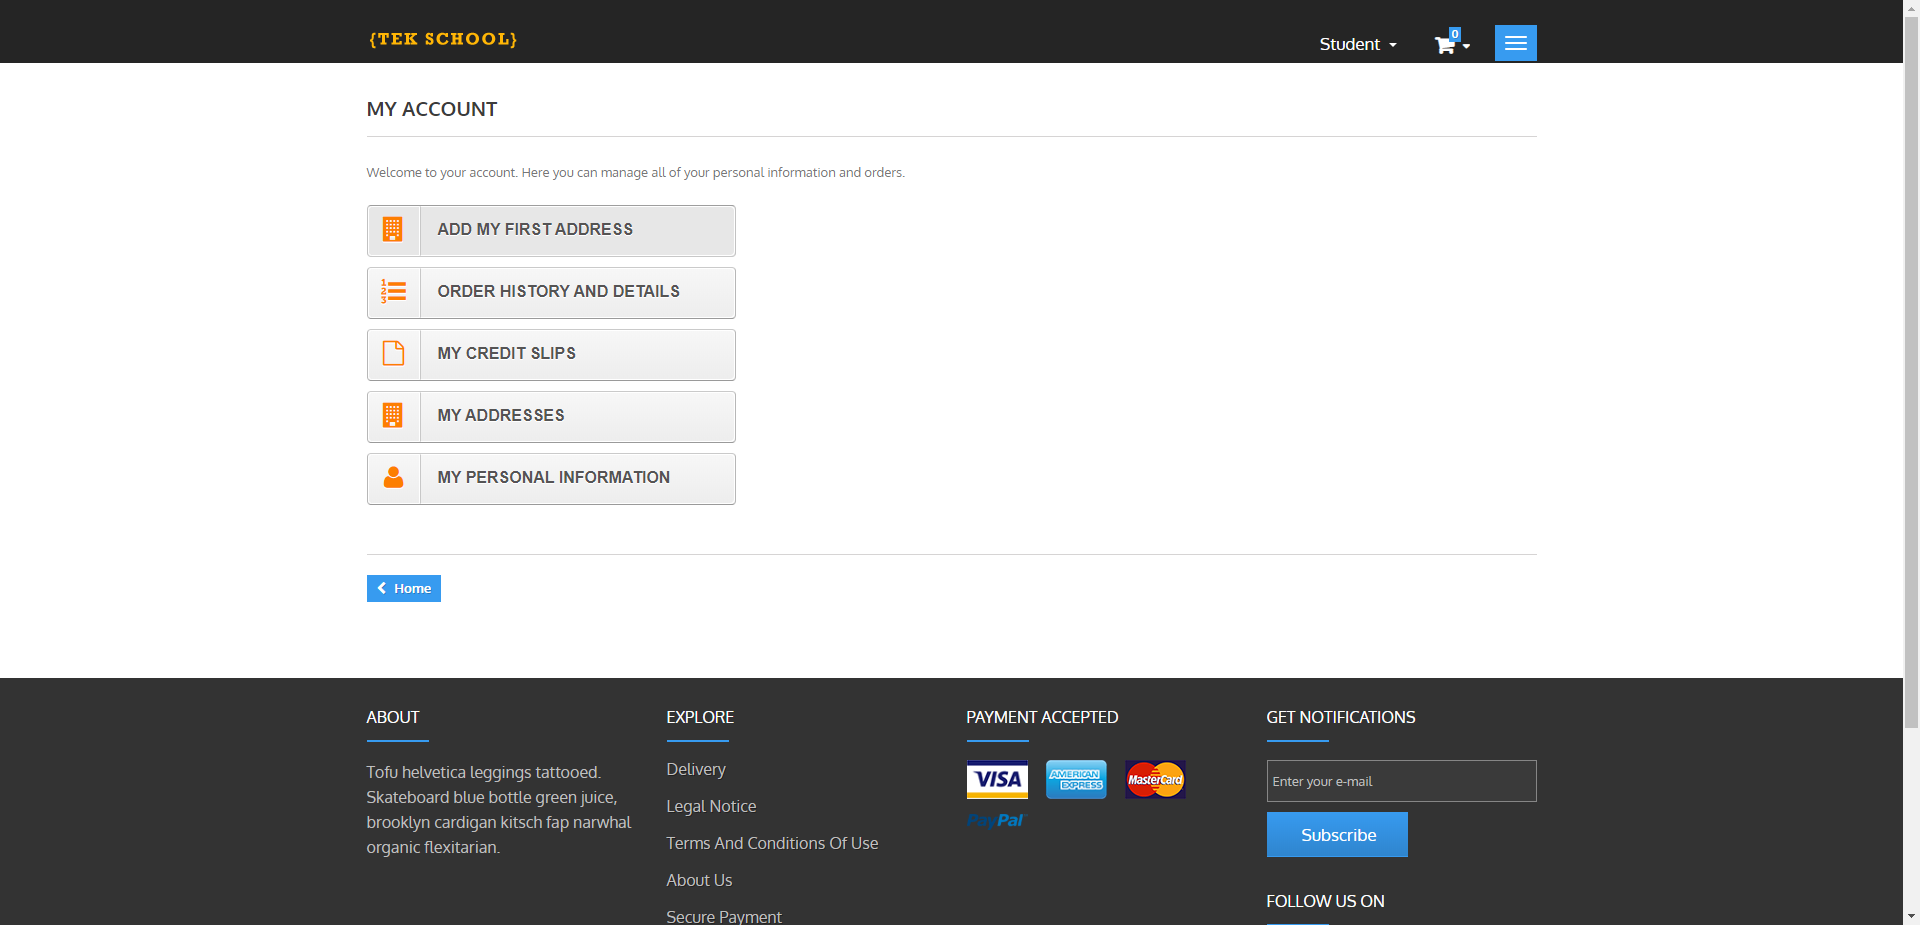 {TEK SCHOOL}
Student
0
MY ACCOUNT
Welcome to your account. Here you can manage all of your personal information and orders.
ADD MY FIRST ADDRESS
1
2
3
ORDER HISTORY AND DETAILS
MY CREDIT SLIPS
MY ADDRESSES
MY PERSONAL INFORMATION
Home
ABOUT
Tofu helvetica leggings tattooed.
Skateboard blue bottle green juice,
brooklyn cardigan kitsch fap narwhal
organic flexitarian.
EXPLORE
Delivery
Legal Notice
Terms And Conditions Of Use
About Us
Secure Payment
PAYMENT ACCEPTED
VISA
AMERICAN
EXPRESS
MasterCard
PayPal
GET NOTIFICATIONS
Enter your e-mail
Subscribe
FOLLOW US ON